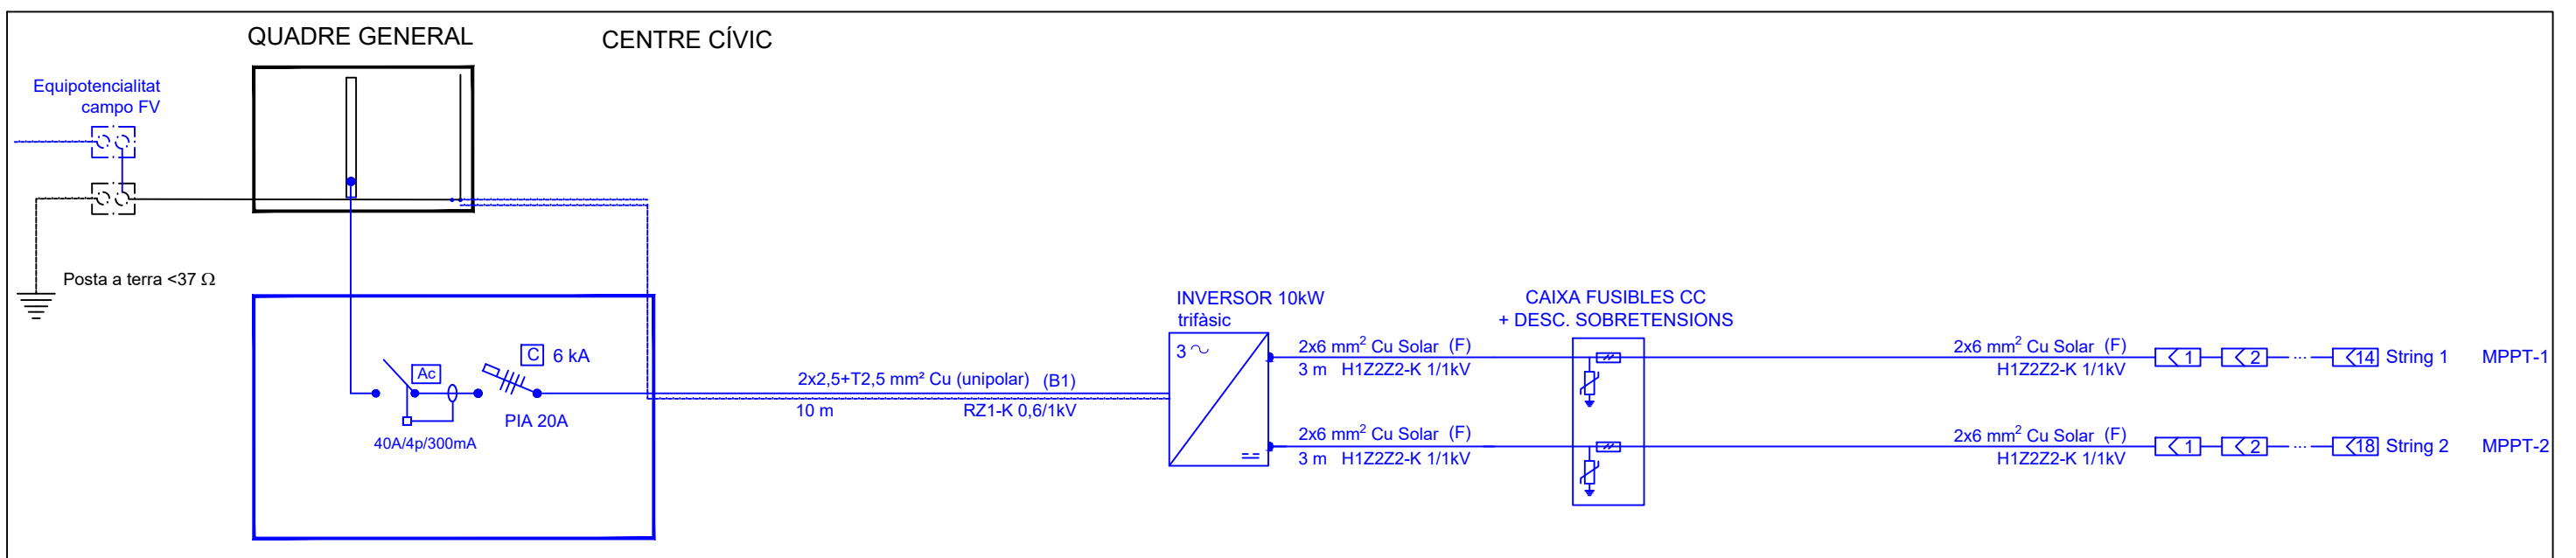 QUADRE GENERAL
CENTRE CÍVIC
Equipotencialitat
campo FV
Posta a terra <37 Ω
Ac
C 6 kA
PIA 20A
40A/4p/300mA
2x2,5+T2,5 mm² Cu (unipolar) (B1)
10 m RZ1-K 0,6/1kV
INVERSOR 10kW
trifàsic
3
CAIXA FUSIBLES CC
+ DESC. SOBRETENSIONS
2x6 mm² Cu Solar (F)
3 m H1Z2Z2-K 1/1kV
2x6 mm² Cu Solar (F)
H1Z2Z2-K 1/1kV
1 2 ... 14 String 1 MPPT-1
2x6 mm² Cu Solar (F)
3 m H1Z2Z2-K 1/1kV
2x6 mm² Cu Solar (F)
H1Z2Z2-K 1/1kV
1 2 ... 18 String 2 MPPT-2